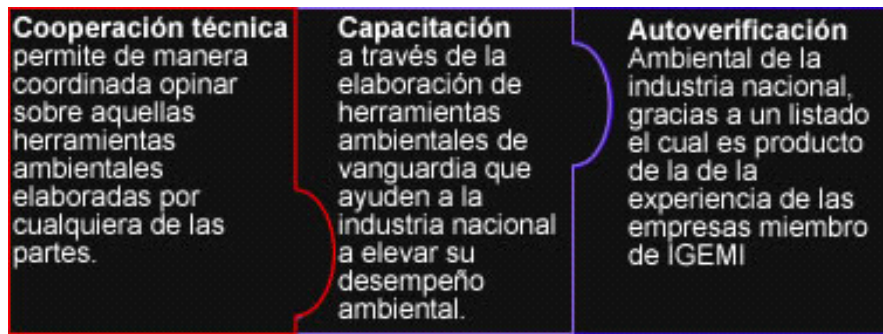 Cooperación técnica
permite de manera
coordinada opinar
sobre aquellas
herramientas
ambientales
elaboradas por
cualquiera de las
partes.
Capacitación
a través de la
elaboración de
herramientas
ambientales de
vanguardia que
ayuden a la
industria nacional
a elevar su
desempeño
ambiental.
Autoverificación
Ambiental de la
industria nacional,
gracias a un listado
el cual es producto
de la de la
experiencia de las
empresas miembro
de IGEMI